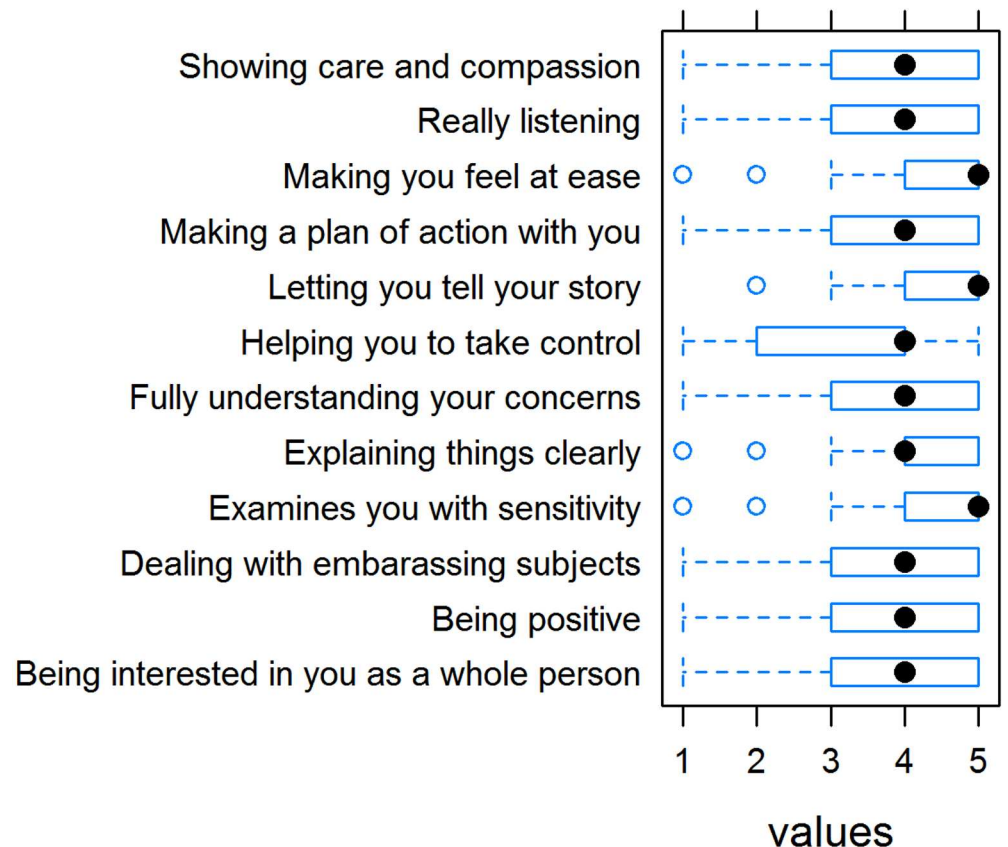 Showing care and compassion
Really listening
Making you feel at ease
Making a plan of action with you
Letting you tell your story
Helping you to take control
Fully understanding your concerns
Explaining things clearly
Examines you with sensitivity
Dealing with embarassing subjects
Being positive
Being interested in you as a whole person
1 2 3 4 5
values